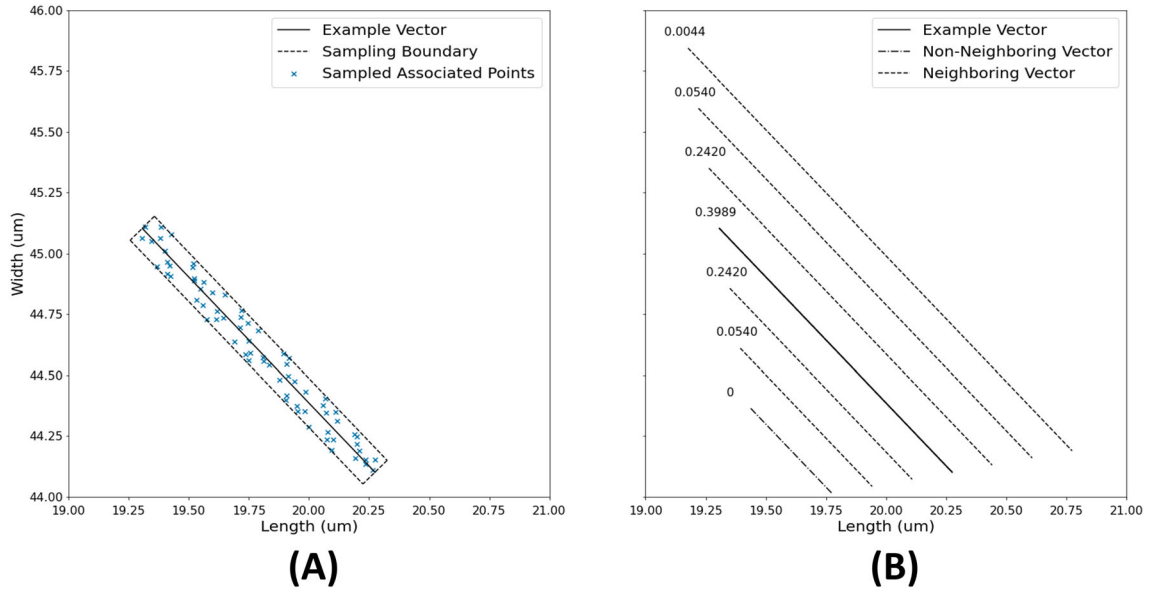 46.00
45.75
45.50
45.25
45.00
44.75
44.50
44.25
44.00
Width (um)
19.00 19.25 19.50 19.75 20.00 20.25 20.50 20.75 21.00
Length (um)
Example Vector
Sampling Boundary
Sampled Associated Points
(A)
Example Vector
Non-Neighboring Vector
Neighboring Vector
0.0044
0.0540
0.2420
0.3989
0.2420
0.0540
0
19.00 19.25 19.50 19.75 20.00 20.25 20.50 20.75 21.00
Length (um)
(B)